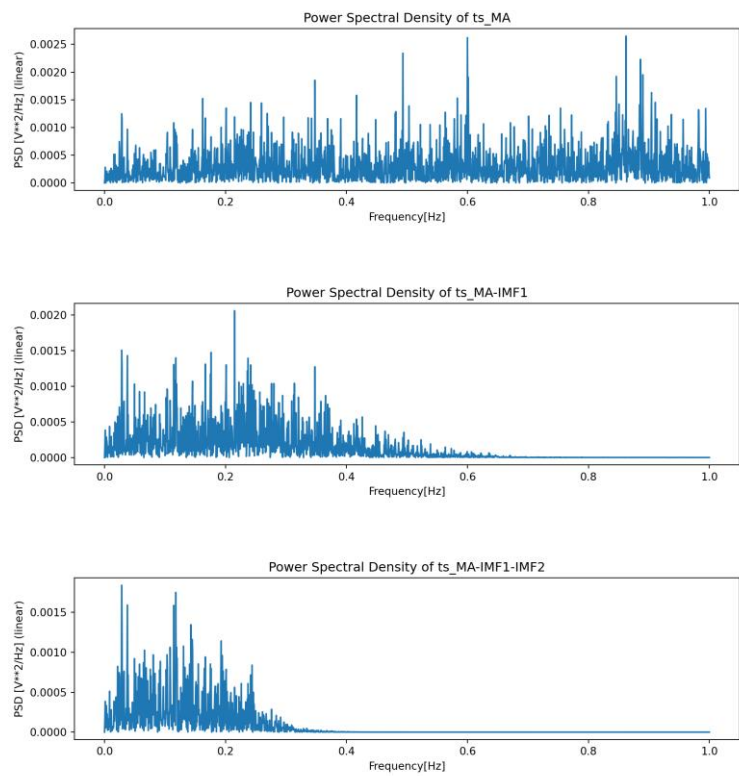 Power Spectral Density of ts_MA
PSD [V**2/Hz] (linear)
0.0025
0.0020
0.0015
0.0010
0.0005
0.0000
0.0 0.2 0.4 0.6 0.8 1.0
Frequency[Hz]
Power Spectral Density of ts_MA-IMF1
PSD [V**2/Hz] (linear)
0.0020
0.0015
0.0010
0.0005
0.0000
0.0 0.2 0.4 0.6 0.8 1.0
Frequency[Hz]
Power Spectral Density of ts_MA-IMF1-IMF2
PSD [V**2/Hz] (linear)
0.0015
0.0010
0.0005
0.0000
0.0 0.2 0.4 0.6 0.8 1.0
Frequency[Hz]